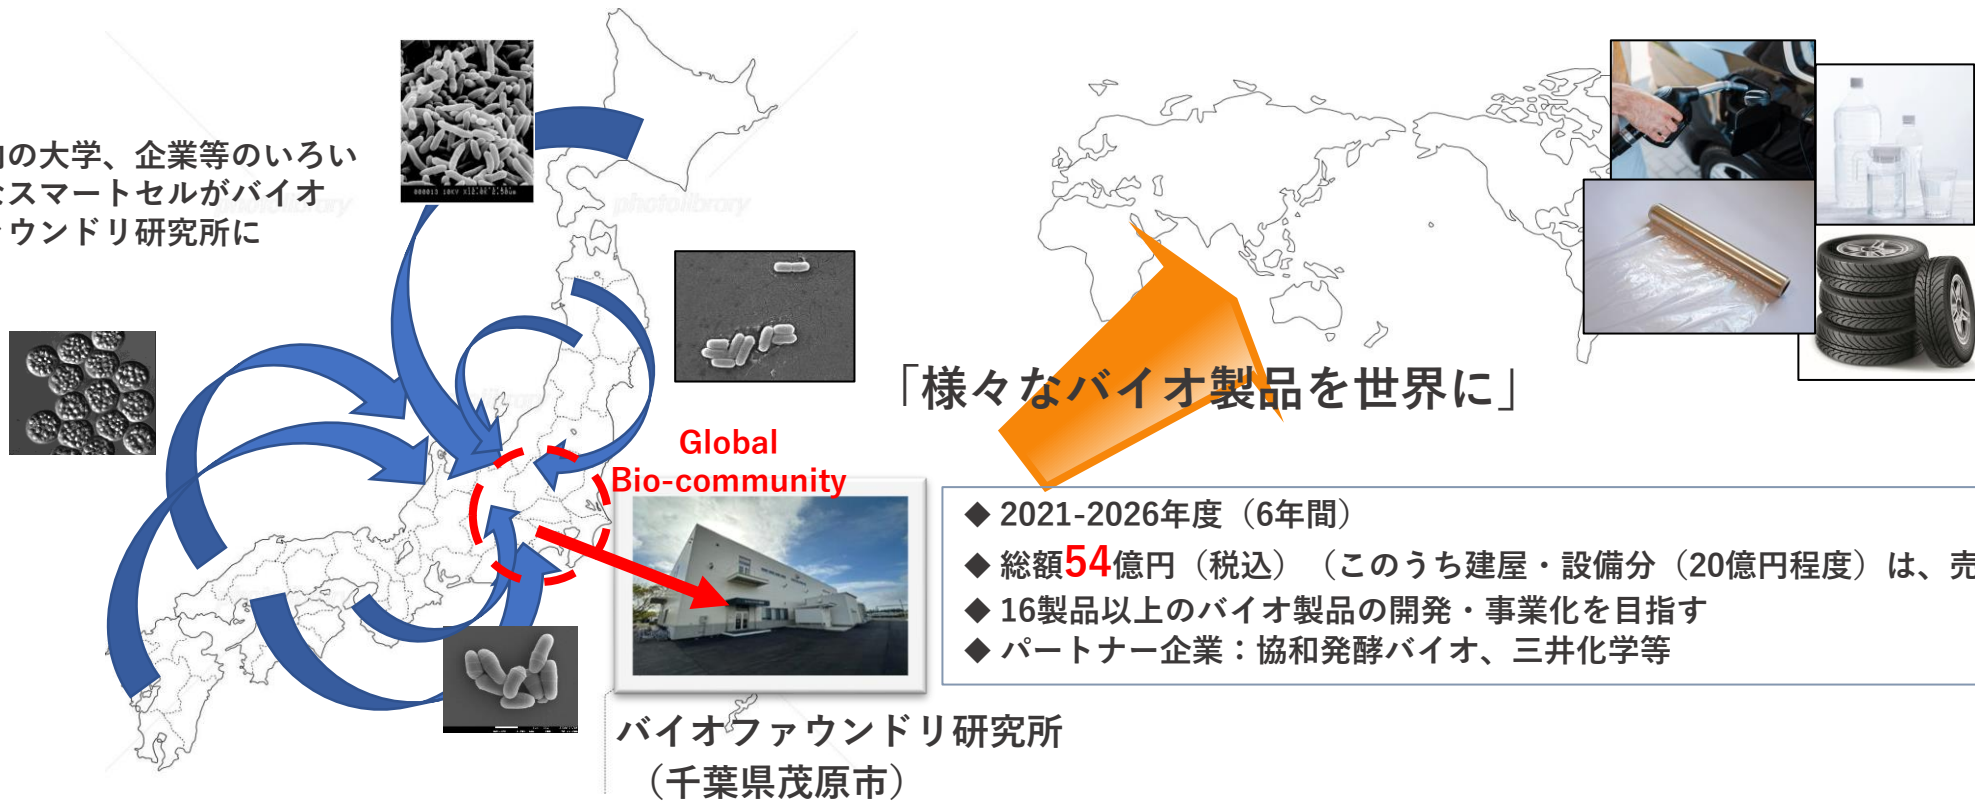 の大学、企業等のいろい
なスマートセルがバイオ
ァウンドリ研究所に
photolibrary
photolibrary
「様々なバイオ製品を世界に」
Global
Bio-community
◆ 2021-2026年度（6年間）
◆ 総額54億円（税込）（このうち建屋・設備分（20億円程度）は、売
◆ 16製品以上のバイオ製品の開発・事業化を目指す
◆ パートナー企業：協和発酵バイオ、三井化学等
バイオファウンドリ研究所
（千葉県茂原市）